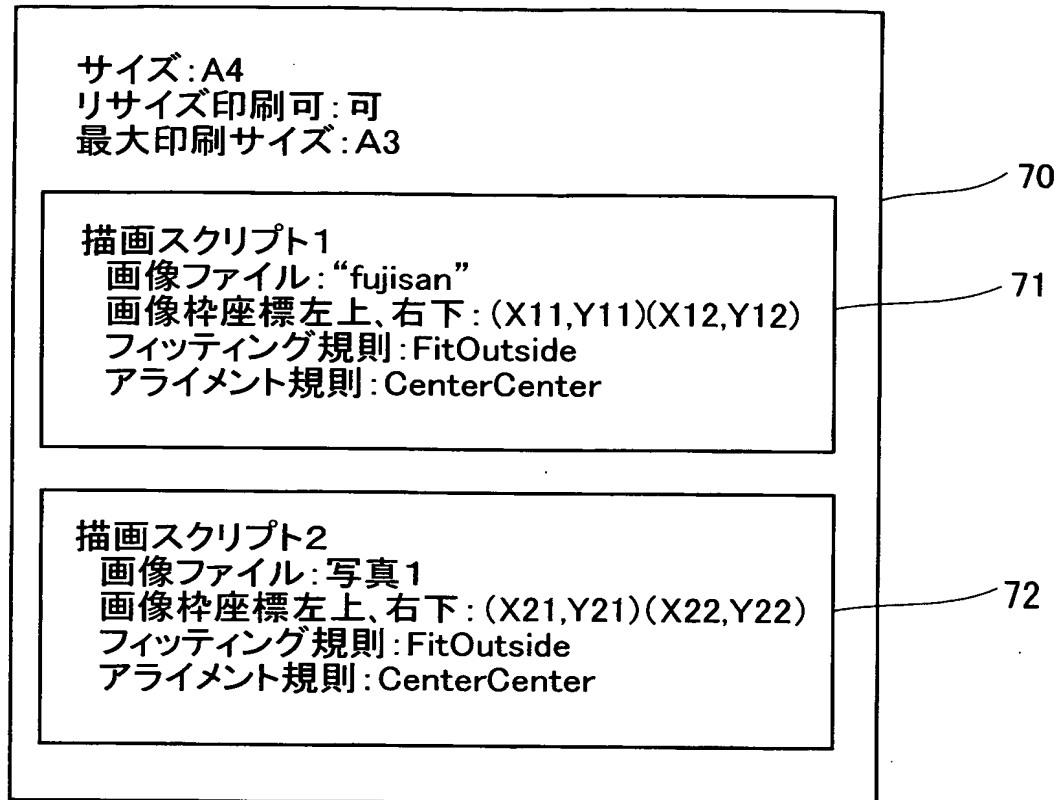 サイズ:A4
リサイズ印刷可:可
最大印刷サイズ:A3
70
描画スクリプト1
画像ファイル:“fujisan”
画像枠座標左上、右下:(X11,Y11)(X12,Y12)
フィッティング規則:FitOutside
アライメント規則:CenterCenter
71
描画スクリプト2
画像ファイル:写真1
画像枠座標左上、右下:(X21,Y21)(X22,Y22)
フィッティング規則:FitOutside
アライメント規則:CenterCenter
72